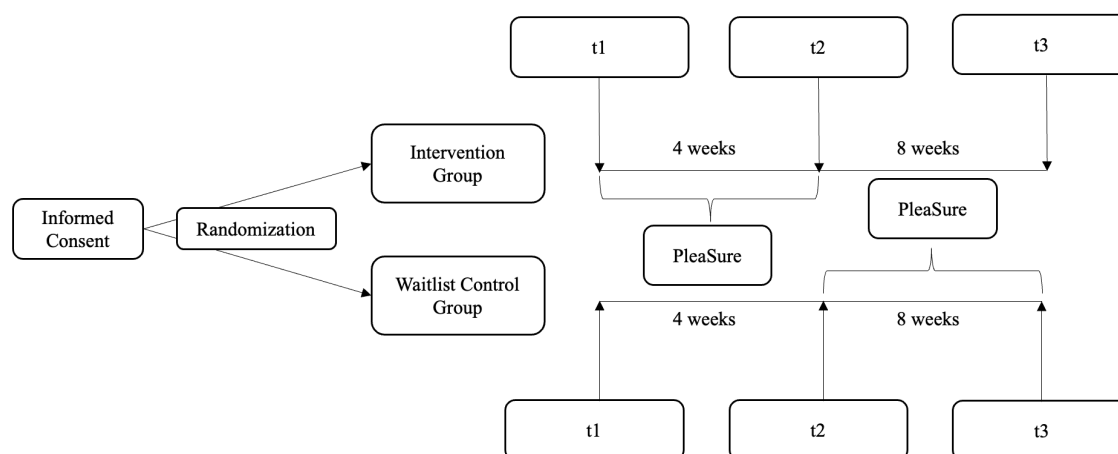 t1
t2
t3
Intervention
Group
4 weeks
8 weeks
Informed
Consent
Randomization
PleaSure
PleaSure
Waitlist Control
Group
4 weeks
8 weeks
t1
t2
t3